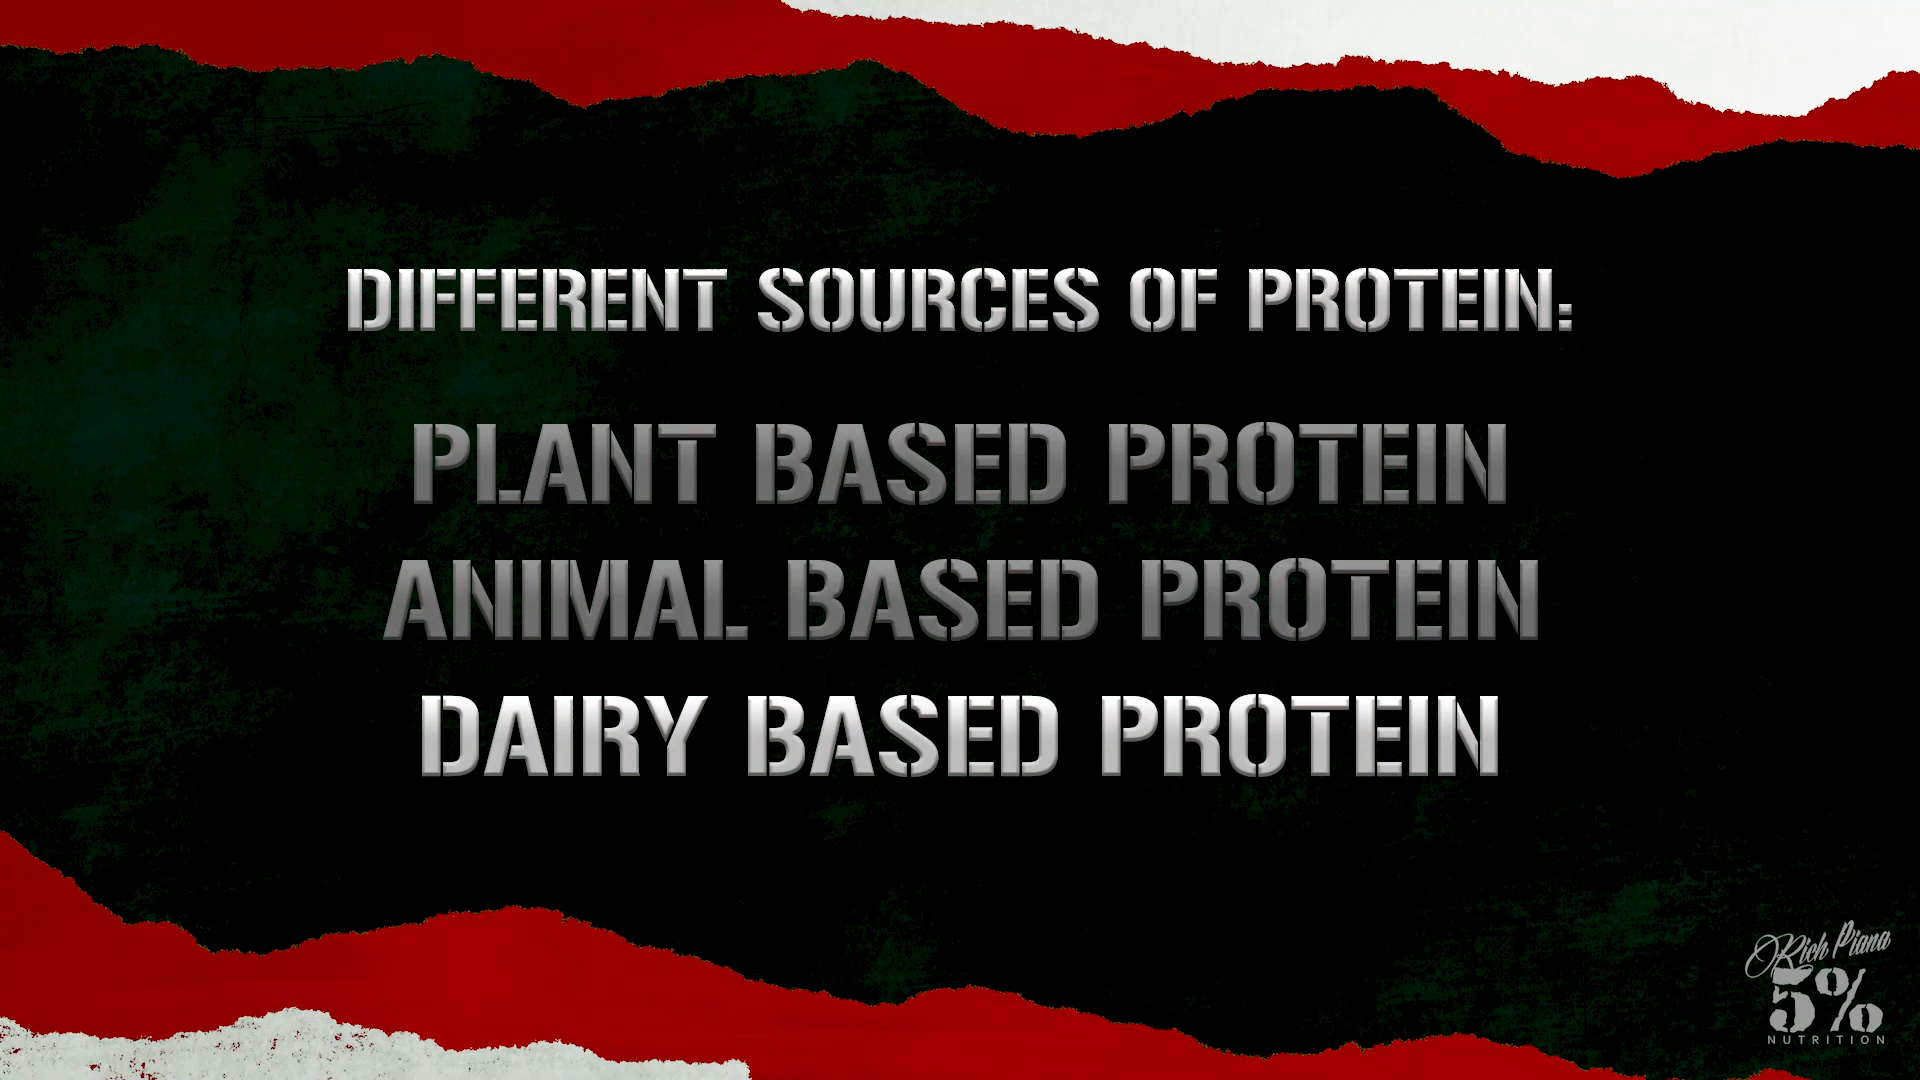 DIFFERENT SOURCES OF PROTEIN:
PLANT BASED PROTEIN
ANIMAL BASED PROTEIN
DAIRY BASED PROTEIN
Rich Piana
5%
NUTRITION